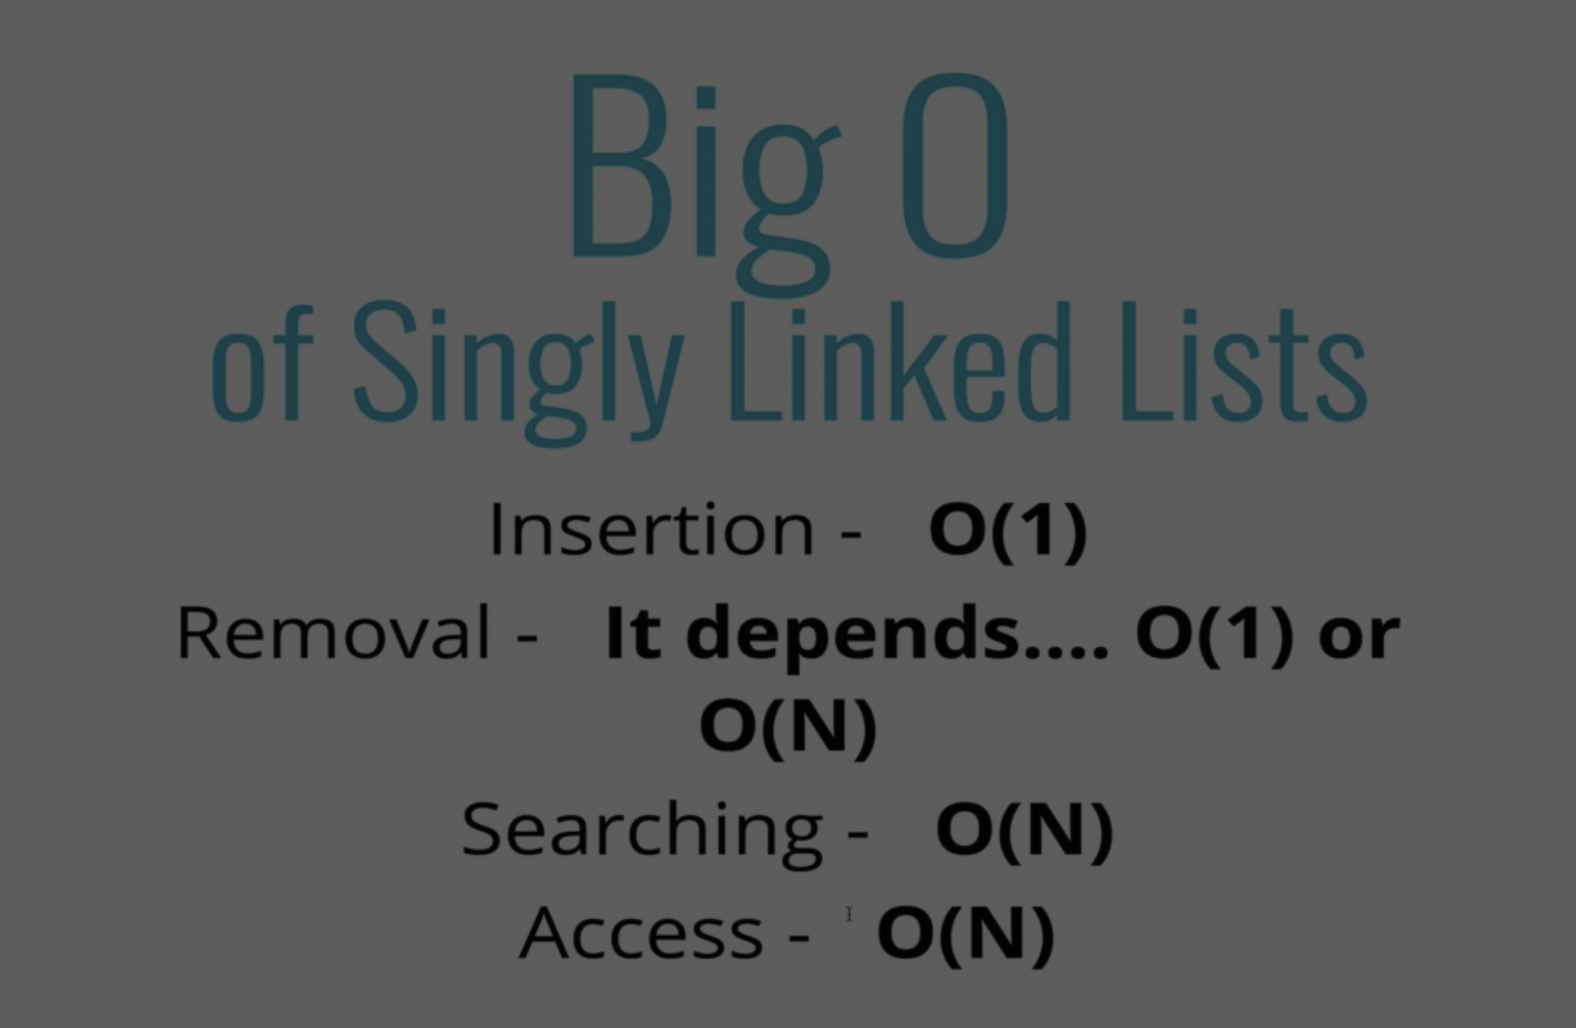 Big O
of Singly Linked Lists
Insertion - O(1)
Removal - It depends.... O(1) or
O(N)
Searching - O(N)
Access - O(N)